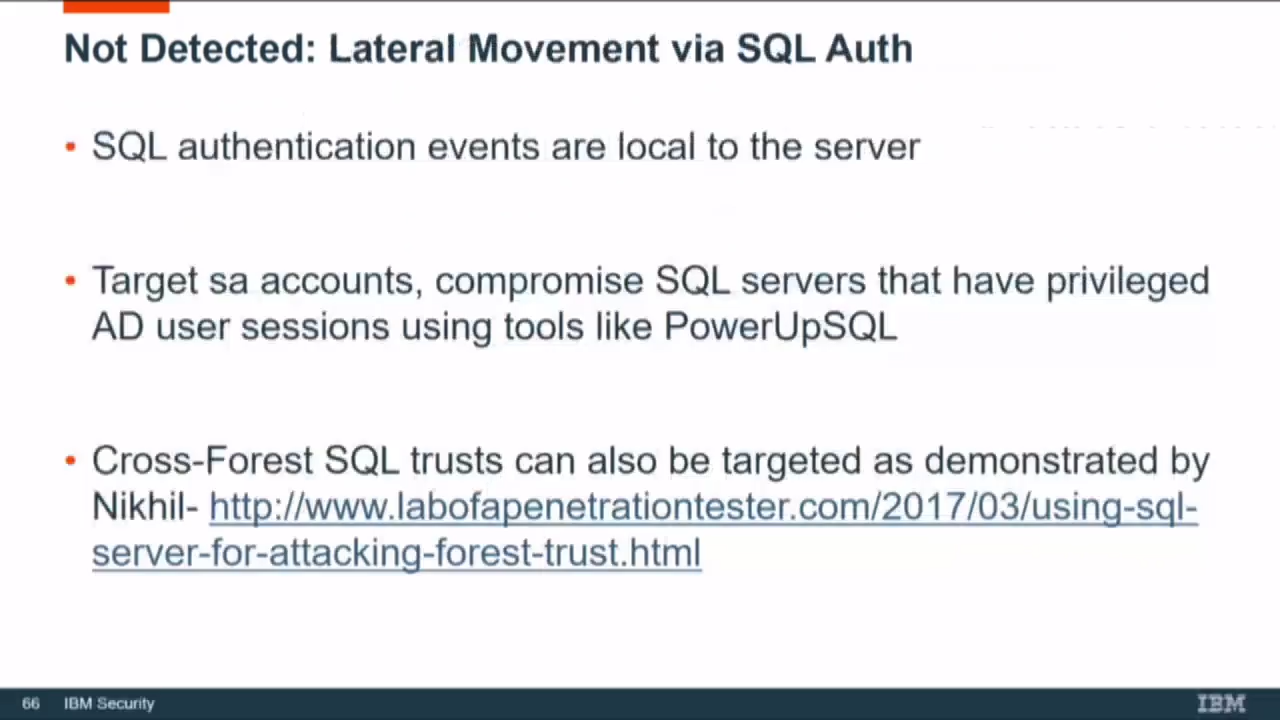 Not Detected: Lateral Movement via SQL Auth
• SQL authentication events are local to the server
• Target sa accounts, compromise SQL servers that have privileged
AD user sessions using tools like PowerUpSQL
• Cross-Forest SQL trusts can also be targeted as demonstrated by
Nikhil- http://www.labofapenetrationtester.com/2017/03/using-sql-
server-for-attacking-forest-trust.html
66 IBM Security IBM